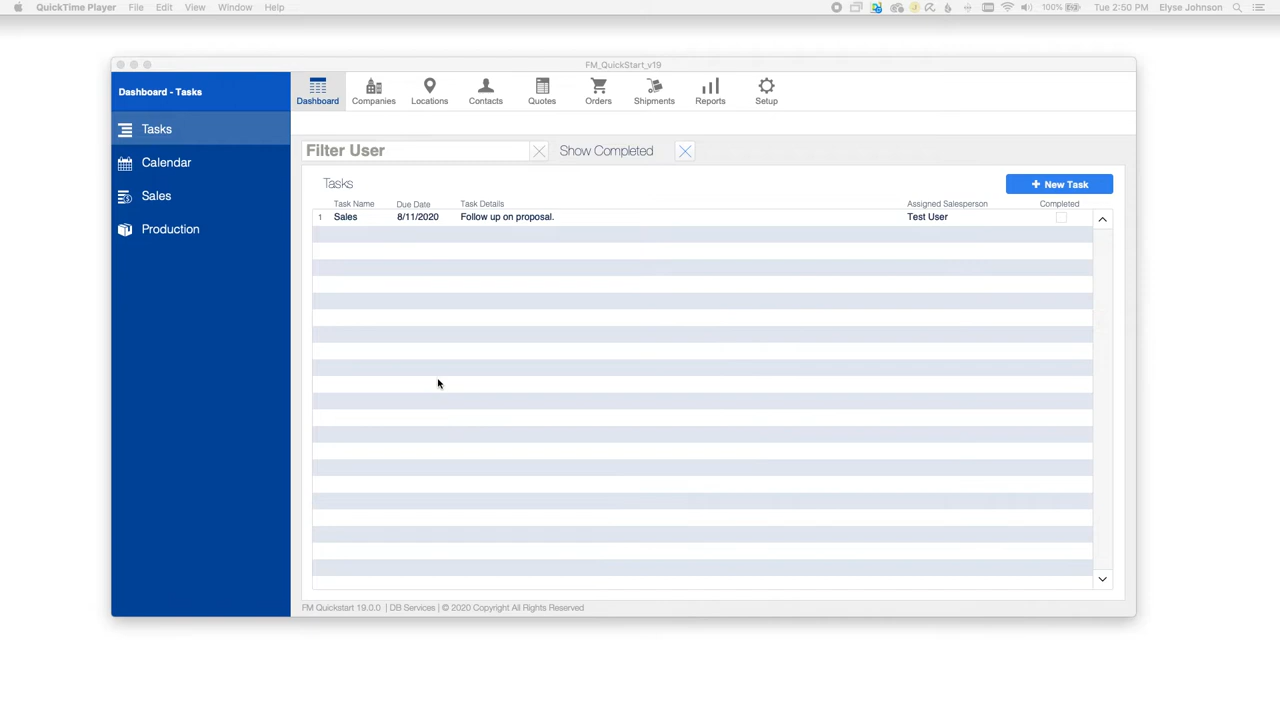 QuickTime Player File Edit View Window Help 100% Tue 2:50 PM Elyse Johnson
FM_QuickStart_v19
Dashboard - Tasks
Dashboard Companies Locations Contacts Quotes Orders Shipments Reports Setup
Tasks
Calendar
Sales
Production
Filter User Show Completed
Tasks
+ New Task
Task Name Due Date Task Details Assigned Salesperson Completed
1 Sales 8/11/2020 Follow up on proposal. Test User
FM Quickstart 19.0.0 | DB Services | © 2020 Copyright All Rights Reserved